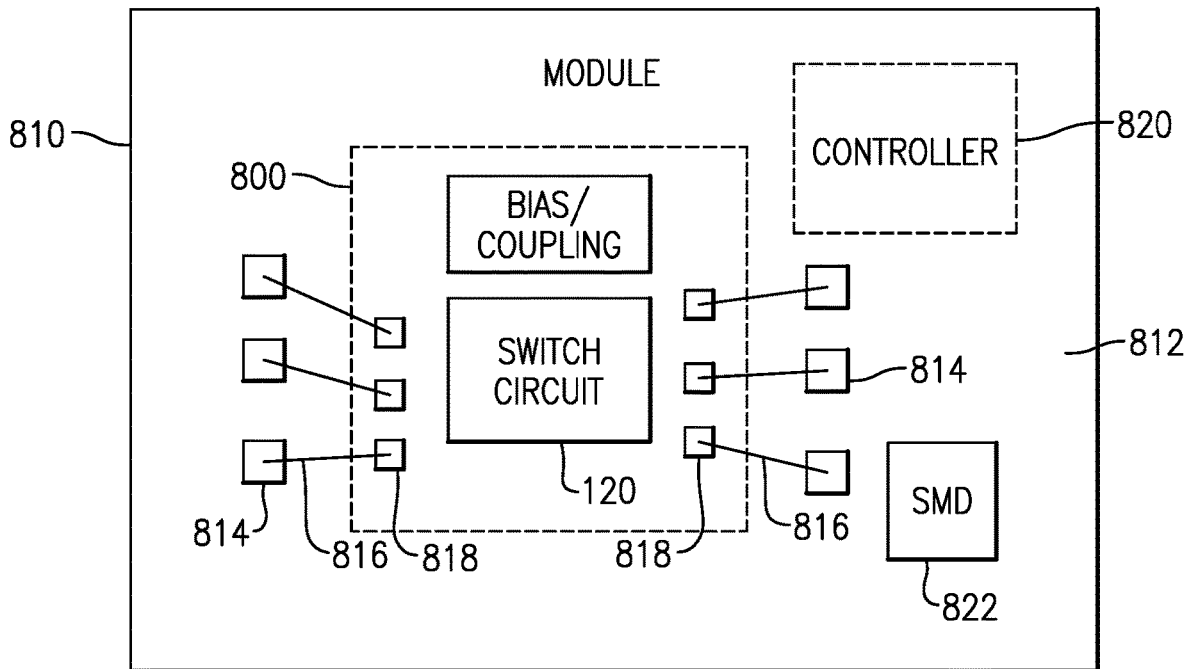 MODULE
810
820
CONTROLLER
800
BIAS/
COUPLING
812
SWITCH
CIRCUIT
814
814
816
818
120
818
816
SMD
822